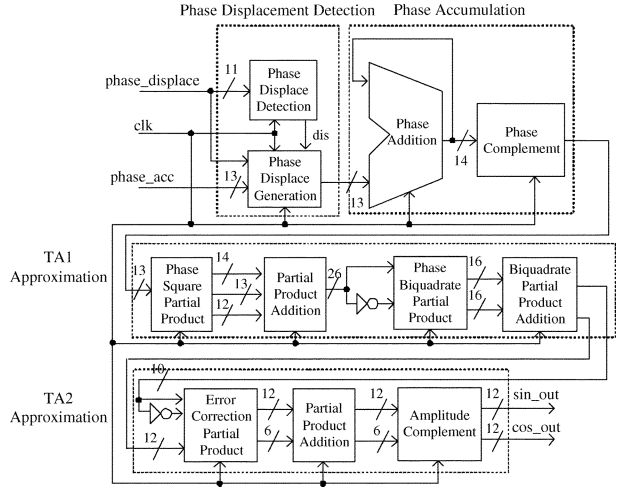 Phase Displacement Detection
Phase Accumulation
phase_displace
11
Phase
Displace
Detection
clk
dis
phase_acc
13
Phase
Displace
Generation
13
Phase
Addition
14
Phase
Complement
TA1
Approximation
13
Phase
Square
Partial
Product
14
13
12
Partial
Product
Addition
26
Phase
Biquadrate
Partial
Product
16
16
Biquadrate
Partial
Product
Addition
TA2
Approximation
10
12
Error
Correction
Partial
Product
12
6
Partial
Product
Addition
12
6
Amplitude
Complement
12
sin_out
12
cos_out